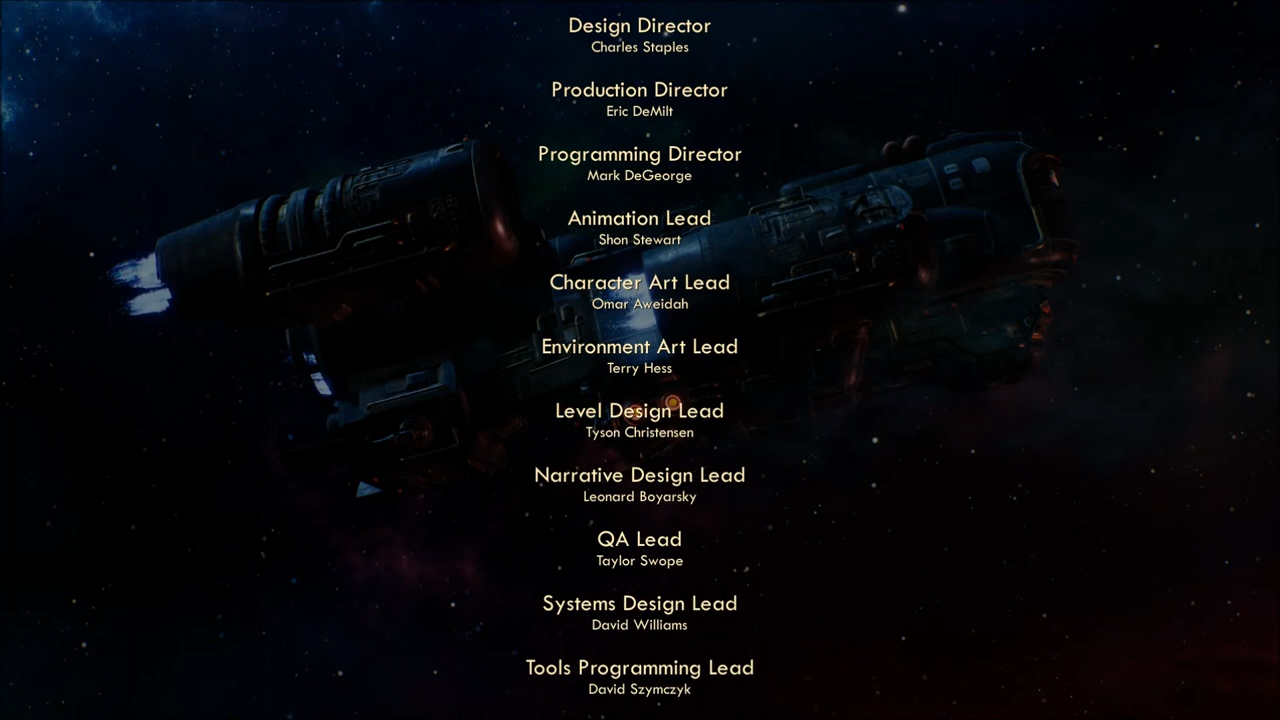 Design Director
Charles Staples
Production Director
Eric DeMilt
Programming Director
Mark DeGeorge
Animation Lead
Shon Stewart
Character Art Lead
Omar Aweidah
Environment Art Lead
Terry Hess
Level Design Lead
Tyson Christensen
Narrative Design Lead
Leonard Boyarsky
QA Lead
Taylor Swope
Systems Design Lead
David Williams
Tools Programming Lead
David Szymczyk